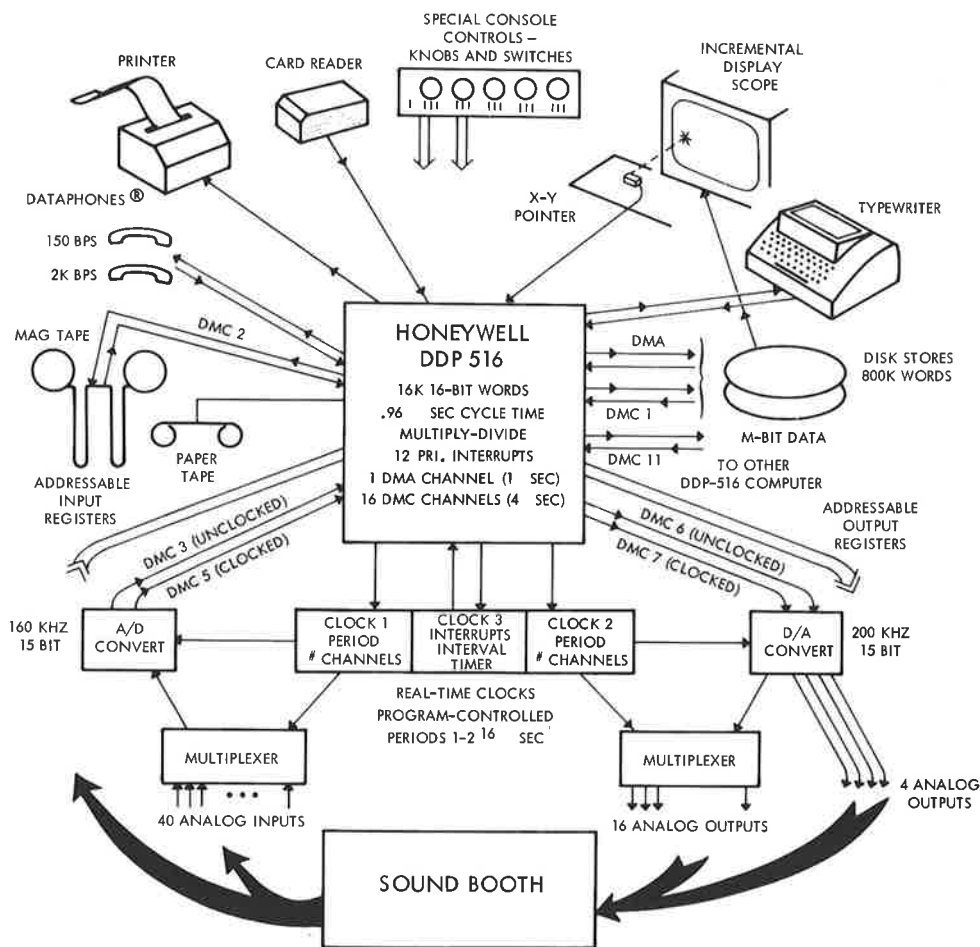 SPECIAL CONSOLE
CONTROLS –
KNOBS AND SWITCHES
INCREMENTAL
DISPLAY
SCOPE
PRINTER
CARD READER
DATAPHONES ®
X-Y
POINTER
TYPEWRITER
150 BPS
2K BPS
MAG TAPE
DMC 2
HONEYWELL
DDP 516
16K 16-BIT WORDS
.96 SEC CYCLE TIME
MULTIPLY-DIVIDE
12 PRI. INTERRUPTS
1 DMA CHANNEL (1 SEC)
16 DMC CHANNELS (4 SEC)
DMA
DMC 1
DMC 11
DISK STORES
800K WORDS
M-BIT DATA
TO OTHER
DDP-516 COMPUTER
PAPER
TAPE
ADDRESSABLE
INPUT
REGISTERS
ADDRESSABLE
OUTPUT
REGISTERS
DMC 3 (UNCLOCKED)
DMC 5 (CLOCKED)
DMC 6 (UNCLOCKED)
DMC 7 (CLOCKED)
160 KHZ
15 BIT
A/D
CONVERT
CLOCK 1
PERIOD
# CHANNELS
CLOCK 3
INTERRUPTS
INTERVAL
TIMER
CLOCK 2
PERIOD
# CHANNELS
D/A
CONVERT
200 KHZ
15 BIT
REAL-TIME CLOCKS
PROGRAM-CONTROLLED
PERIODS 1-2 16 SEC
MULTIPLEXER
MULTIPLEXER
40 ANALOG INPUTS
16 ANALOG OUTPUTS
4 ANALOG
OUTPUTS
SOUND BOOTH